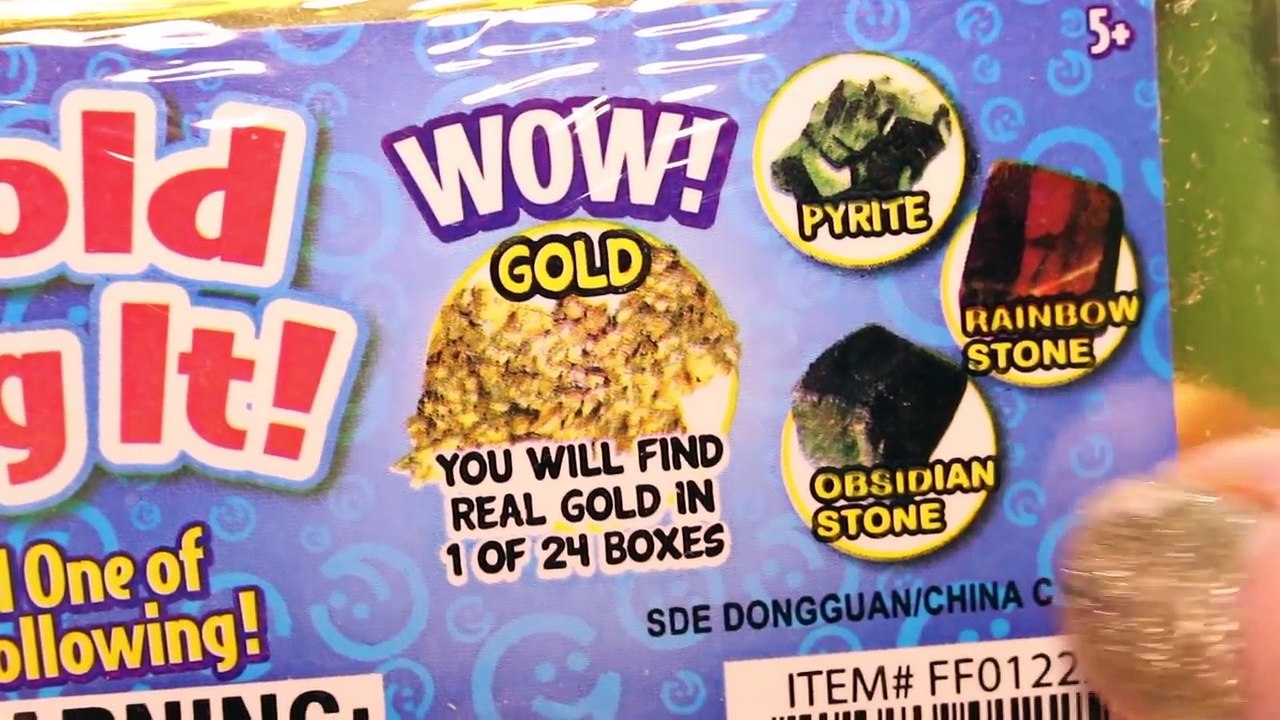 5+
old
g It!
WOW!
GOLD
YOU WILL FIND
REAL GOLD IN
1 OF 24 BOXES
PYRITE
RAINBOW
STONE
OBSIDIAN
STONE
One of
ollowing!
SDE DONGGUAN/CHINA C
ITEM# FF0122
ARNING: